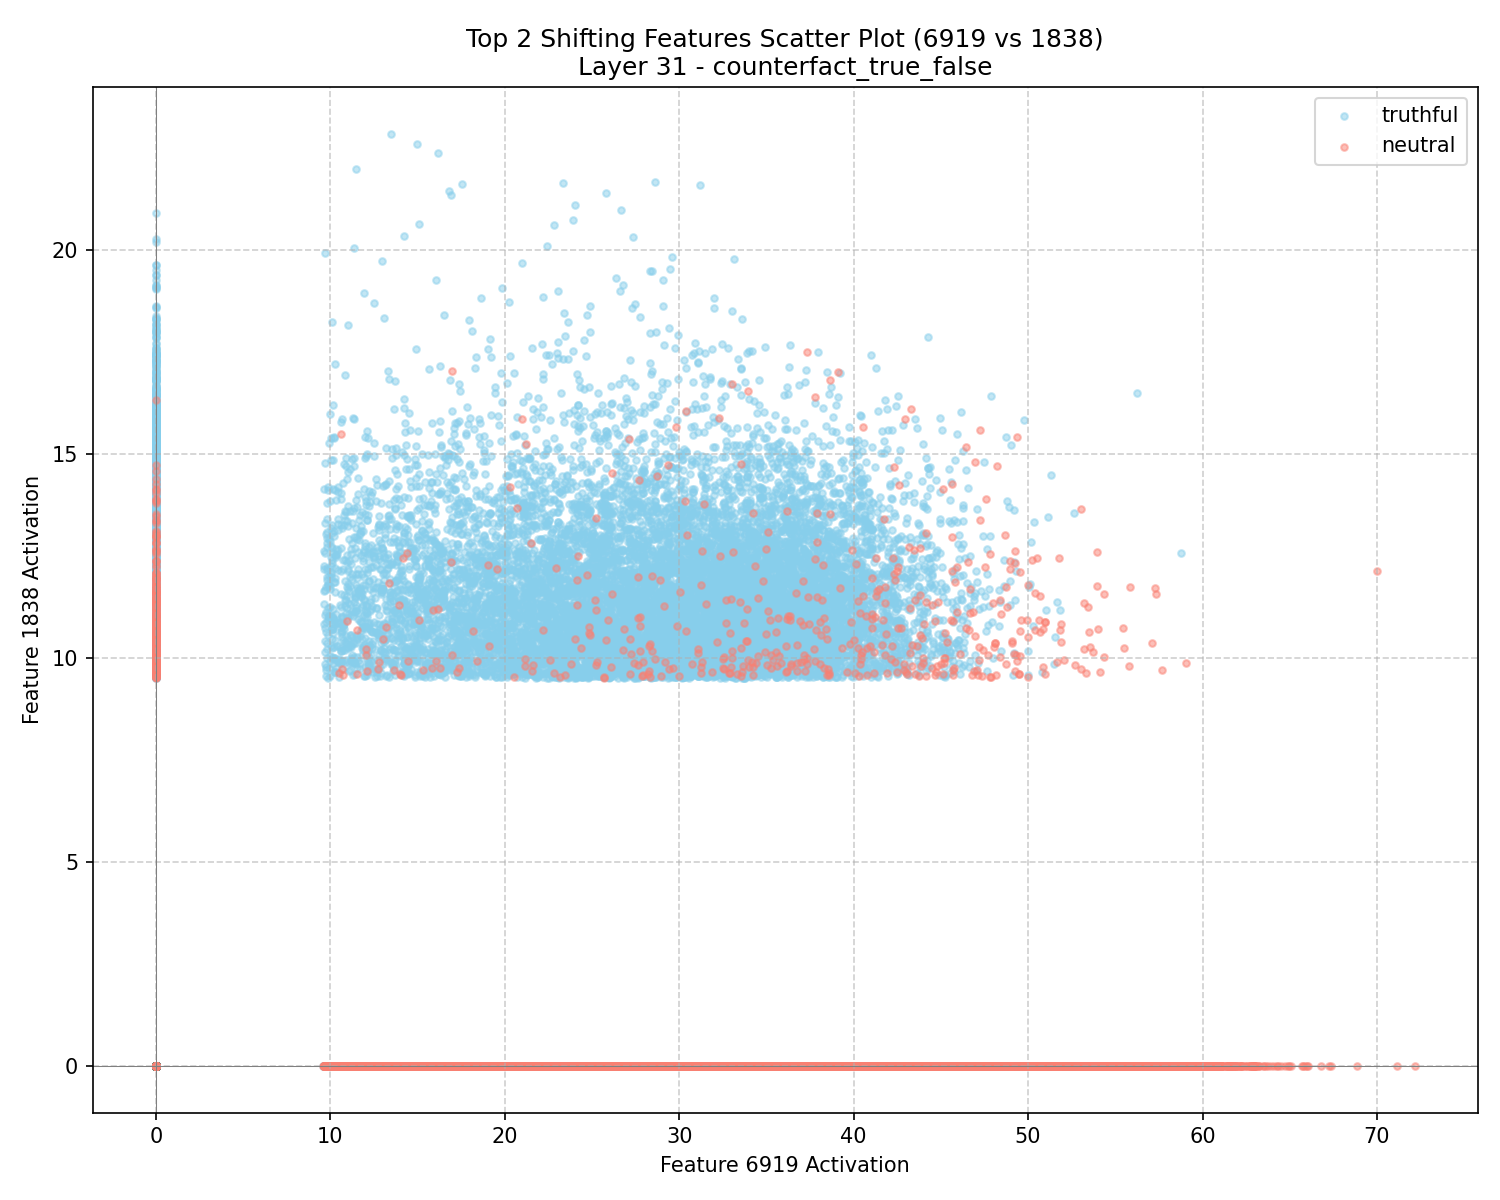 Top 2 Shifting Features Scatter Plot (6919 vs 1838)
Layer 31 - counterfact_true_false
truthful
neutral
Feature 1838 Activation
20
15
10
5
0
0 10 20 30 40 50 60 70
Feature 6919 Activation